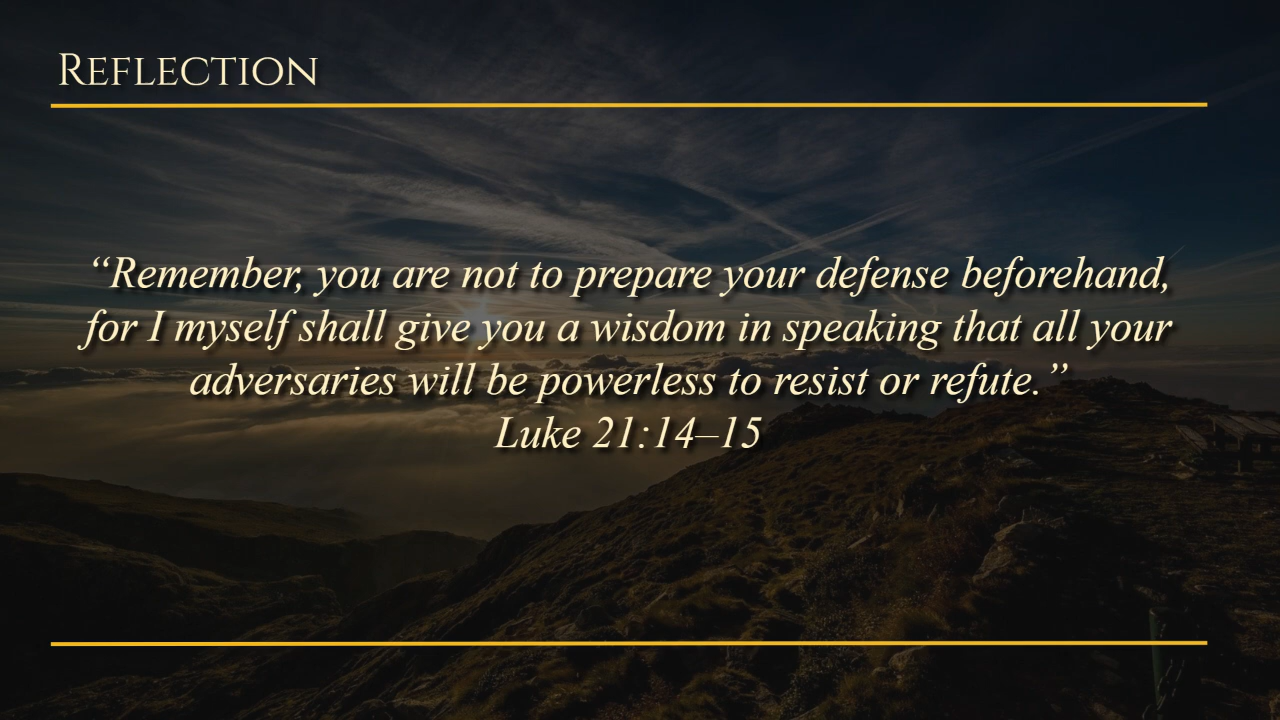 Reflection
“Remember, you are not to prepare your defense beforehand,
for I myself shall give you a wisdom in speaking that all your
adversaries will be powerless to resist or refute.”
Luke 21:14–15